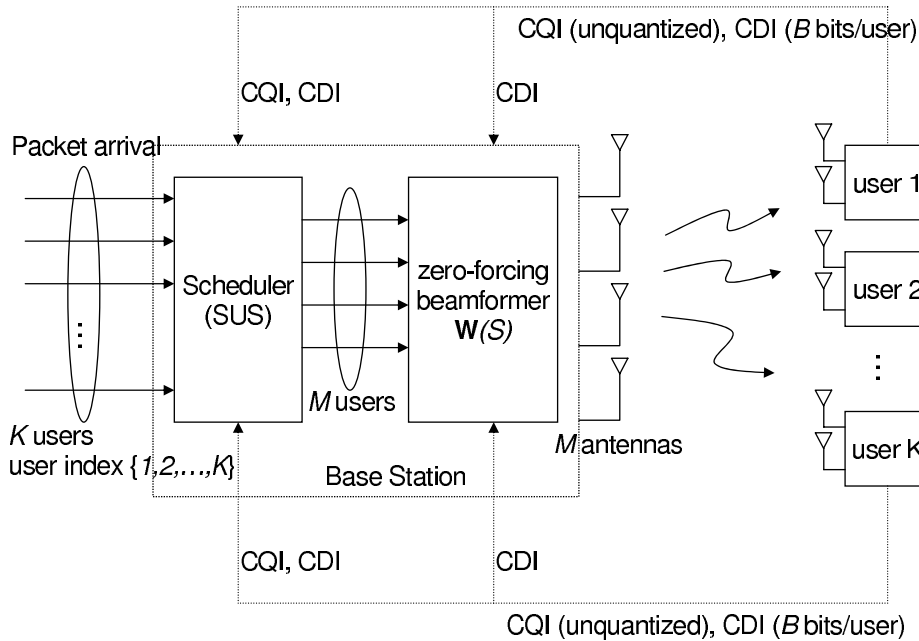 CQI (unquantized), CDI (B bits/user)
CQI, CDI
CDI
Packet arrival
Scheduler
(SUS)
zero-forcing
beamformer
W(S)
user 1
user 2
...
...
M users
K users
user index {1,2,...,K}
M antennas
user K
Base Station
CQI, CDI
CDI
CQI (unquantized), CDI (B bits/user)